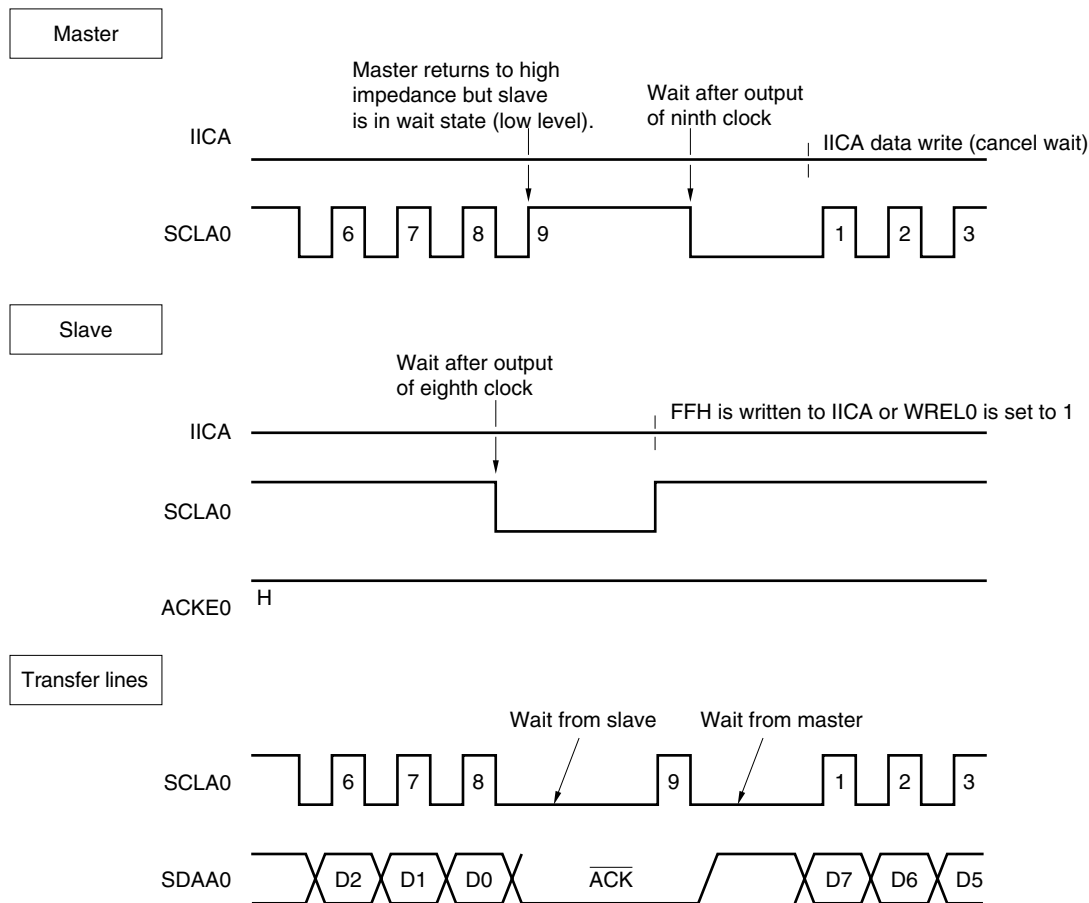 Master
Master returns to high
impedance but slave
is in wait state (low level).
Wait after output
of ninth clock
IICA
IICA data write (cancel wait)
SCLA0
6 7 8 9 1 2 3
Slave
Wait after output
of eighth clock
IICA
FFH is written to IICA or WREL0 is set to 1
SCLA0
ACKE0
H
Transfer lines
Wait from slave
Wait from master
SCLA0
6 7 8 9 1 2 3
SDAA0
D2 D1 D0 ACK D7 D6 D5